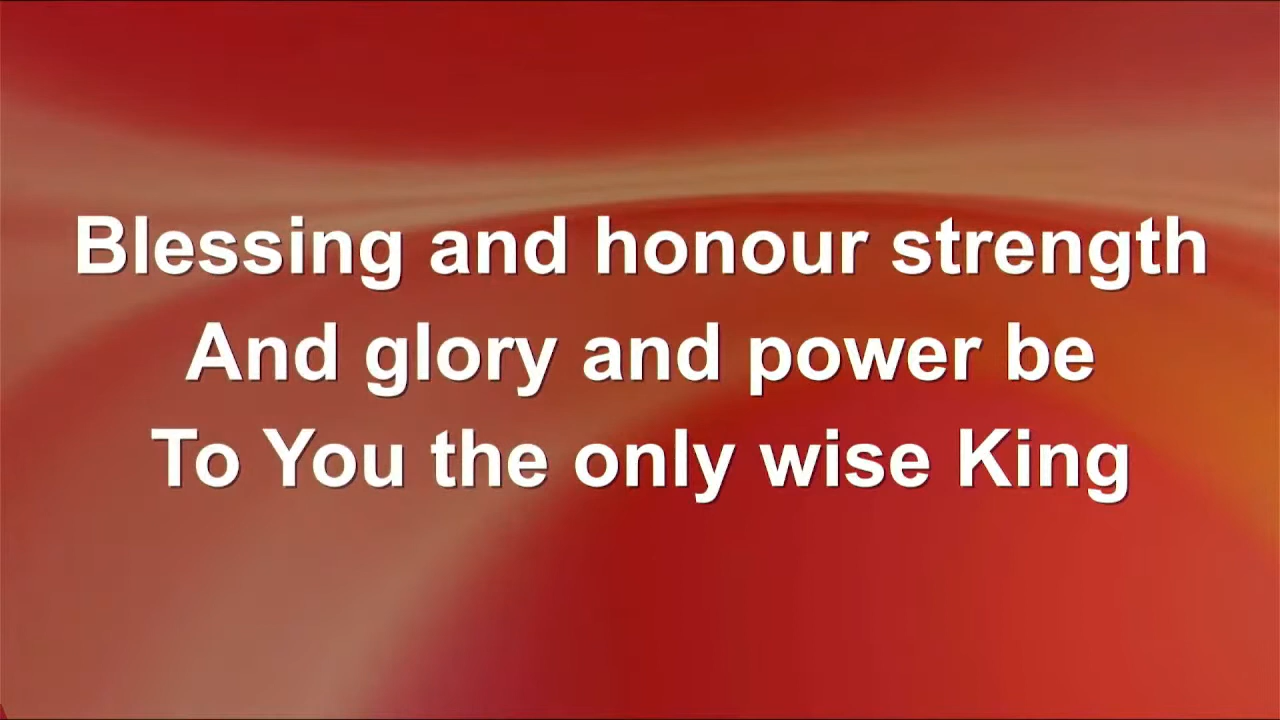 Blessing and honour strength
And glory and power be
To You the only wise King